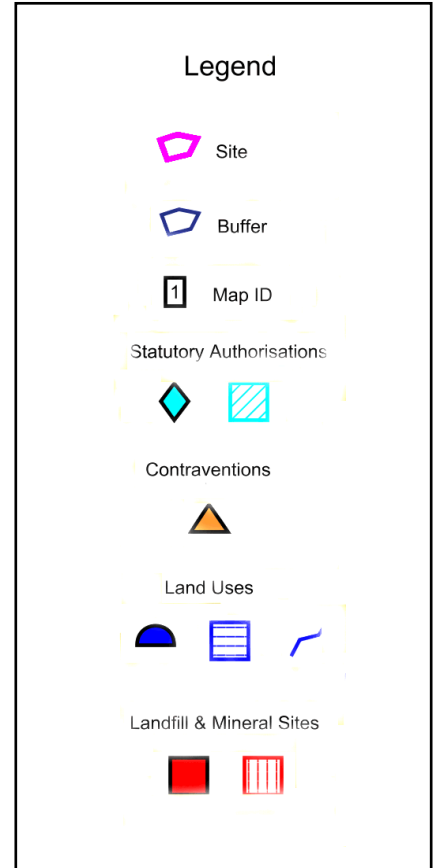 Legend
Site
Buffer
1 Map ID
Statutory Authorisations
Contraventions
Land Uses
Landfill & Mineral Sites